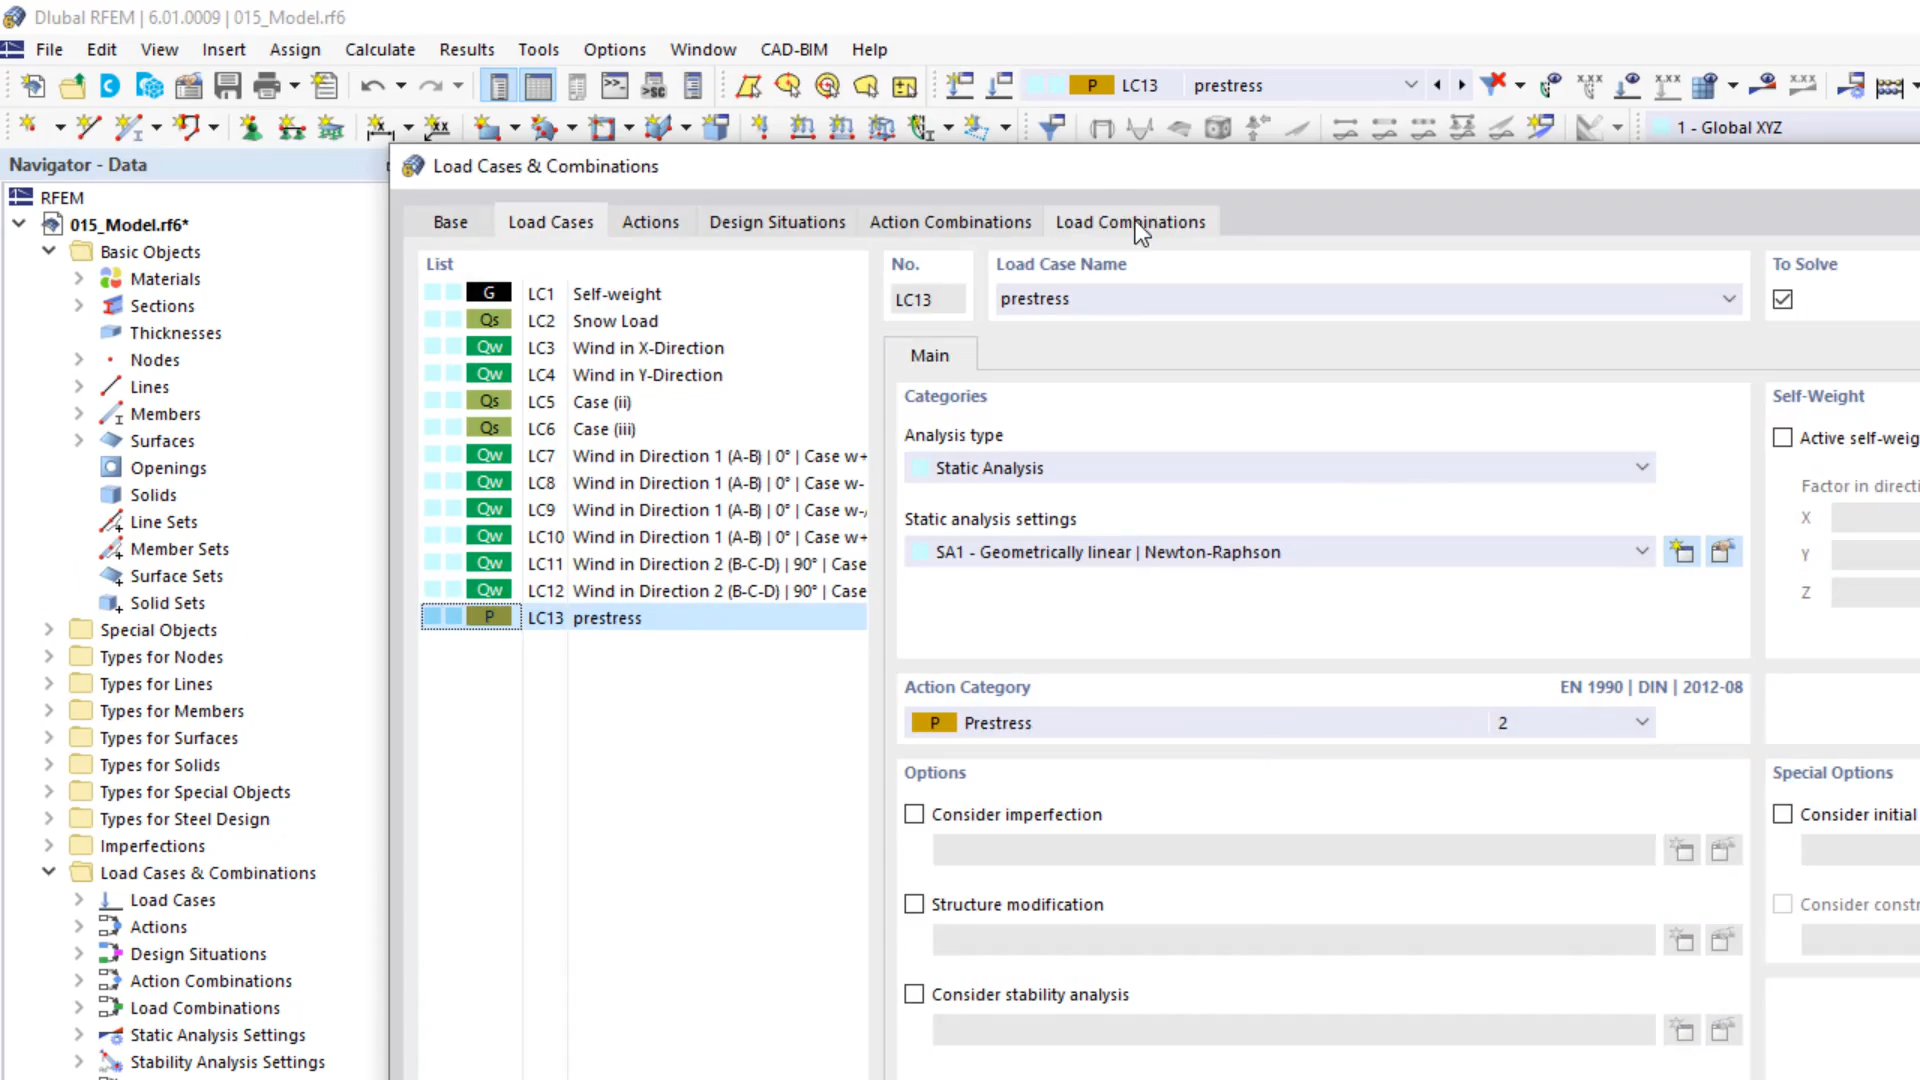 Dlubal RFEM | 6.01.0009 | 015_Model.rf6
File Edit View Insert Assign Calculate Results Tools Options Window CAD-BIM Help
P LC13 prestress
1 - Global XYZ
Navigator - Data
RFEM
015_Model.rf6*
Basic Objects
Materials
Sections
Thicknesses
Nodes
Lines
Members
Surfaces
Openings
Solids
Line Sets
Member Sets
Surface Sets
Solid Sets
Special Objects
Types for Nodes
Types for Lines
Types for Members
Types for Surfaces
Types for Solids
Types for Special Objects
Types for Steel Design
Imperfections
Load Cases & Combinations
Load Cases
Actions
Design Situations
Action Combinations
Load Combinations
Static Analysis Settings
Stability Analysis Settings
Load Cases & Combinations
Base Load Cases Actions Design Situations Action Combinations Load Combinations
List
G LC1 Self-weight
Qs LC2 Snow Load
Qw LC3 Wind in X-Direction
Qw LC4 Wind in Y-Direction
Qs LC5 Case (ii)
Qs LC6 Case (iii)
Qw LC7 Wind in Direction 1 (A-B) | 0° | Case w+
Qw LC8 Wind in Direction 1 (A-B) | 0° | Case w-
Qw LC9 Wind in Direction 1 (A-B) | 0° | Case w-/
Qw LC10 Wind in Direction 1 (A-B) | 0° | Case w+
Qw LC11 Wind in Direction 2 (B-C-D) | 90° | Case
Qw LC12 Wind in Direction 2 (B-C-D) | 90° | Case
P LC13 prestress
No.
LC13
Load Case Name
prestress
To Solve
Main
Categories
Analysis type
Static Analysis
Static analysis settings
SA1 - Geometrically linear | Newton-Raphson
Self-Weight
Active self-weig
Factor in directi
X
Y
Z
Action Category EN 1990 | DIN | 2012-08
P Prestress 2
Options
Consider imperfection
Structure modification
Consider stability analysis
Special Options
Consider initial
Consider constr